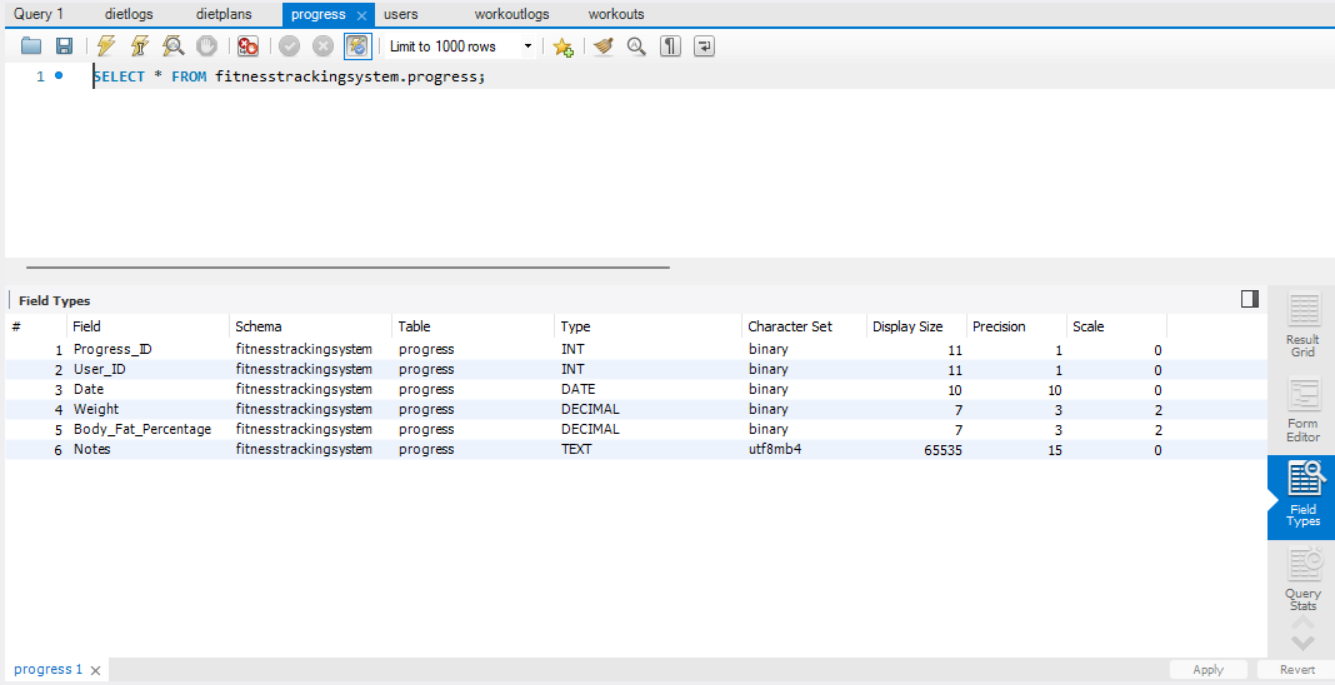 Query 1 dietlogs dietplans progress users workoutlogs workouts
Limit to 1000 rows
1 SELECT * FROM fitnesstrackingsystem.progress;
Field Types
# Field Schema Table Type Character Set Display Size Precision Scale
1 Progress_ID fitnesstrackingsystem progress INT binary 11 1 0
2 User_ID fitnesstrackingsystem progress INT binary 11 1 0
3 Date fitnesstrackingsystem progress DATE binary 10 10 0
4 Weight fitnesstrackingsystem progress DECIMAL binary 7 3 2
5 Body_Fat_Percentage fitnesstrackingsystem progress DECIMAL binary 7 3 2
6 Notes fitnesstrackingsystem progress TEXT utf8mb4 65535 15 0
Result
Grid
Form
Editor
Field
Types
Query
Stats
progress 1
Apply Revert